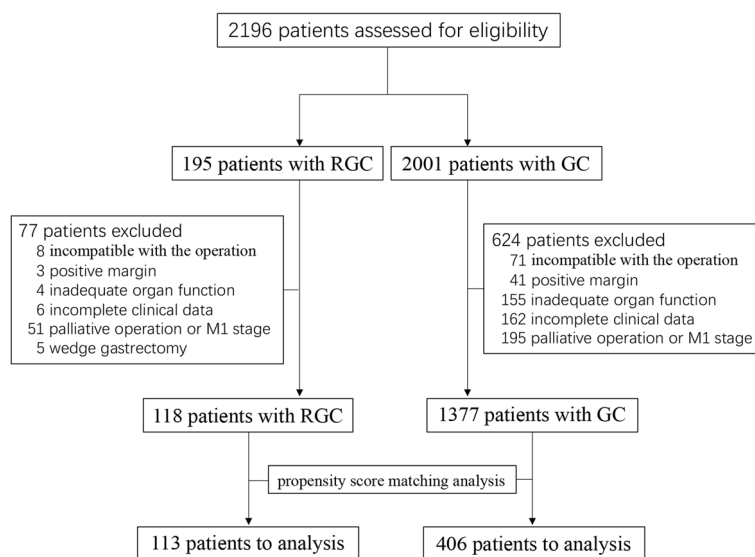 2196 patients assessed for eligibility
195 patients with RGC
2001 patients with GC
77 patients excluded
8 incompatible with the operation
3 positive margin
4 inadequate organ function
6 incomplete clinical data
51 palliative operation or M1 stage
5 wedge gastrectomy
624 patients excluded
71 incompatible with the operation
41 positive margin
155 inadequate organ function
162 incomplete clinical data
195 palliative operation or M1 stage
118 patients with RGC
1377 patients with GC
propensity score matching analysis
113 patients to analysis
406 patients to analysis